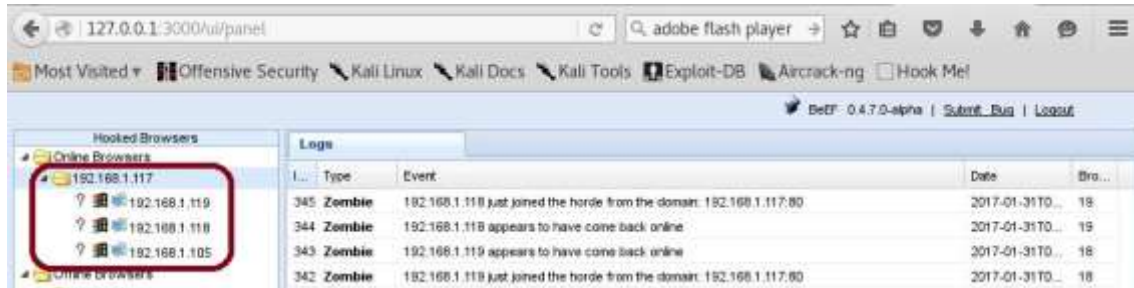 127.0.0.1:3000/ui/panel adobe flash player
Most Visited Offensive Security Kali Linux Kali Docs Kali Tools Exploit-DB Aircrack-ng Hook Me!
BeEF 0.4.7.0-alpha | Submit Bug | Logout
Hooked Browsers
Online Browsers
192.168.1.117
? 192.168.1.119
? 192.168.1.118
? 192.168.1.105
Offline Browsers
Logs
I... Type Event Date Bro...
345 Zombie 192.168.1.118 just joined the horde from the domain: 192.168.1.117:80 2017-01-31T0... 19
344 Zombie 192.168.1.118 appears to have come back online 2017-01-31T0... 19
343 Zombie 192.168.1.119 appears to have come back online 2017-01-31T0... 18
342 Zombie 192.168.1.119 just joined the horde from the domain: 192.168.1.117:80 2017-01-31T0... 18